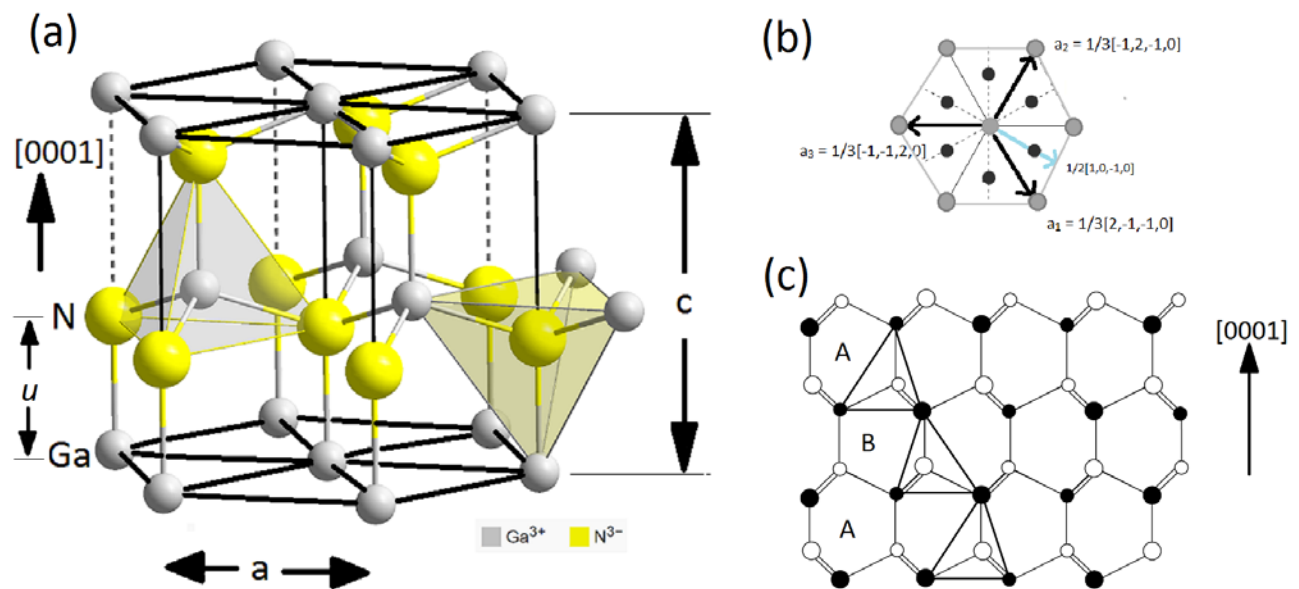 (a)
[0001]
N
u
Ga
a
c
Ga³⁺ N³⁻
(b)
a₂ = 1/3[-1,2,-1,0]
a₃ = 1/3[-1,-1,2,0]
1/2[1,0,-1,0]
a₁ = 1/3[2,-1,-1,0]
(c)
[0001]
A
B
A